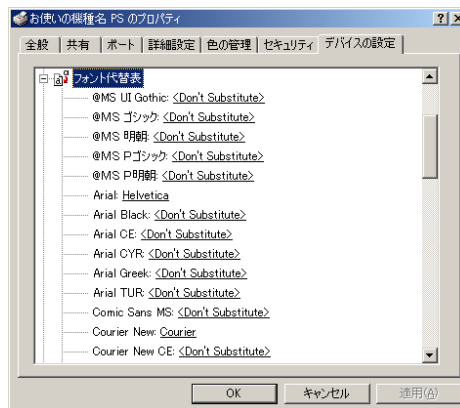 お使いの機種名 PS のプロパティ
全般 共有 ポート 詳細設定 色の管理 セキュリティ デバイスの設定
フォント代替表
@MS UI Gothic: <Don't Substitute>
@MS ゴシック: <Don't Substitute>
@MS 明朝: <Don't Substitute>
@MS Pゴシック: <Don't Substitute>
@MS P明朝: <Don't Substitute>
Arial: Helvetica
Arial Black: <Don't Substitute>
Arial CE: <Don't Substitute>
Arial CYR: <Don't Substitute>
Arial Greek: <Don't Substitute>
Arial TUR: <Don't Substitute>
Comic Sans MS: <Don't Substitute>
Courier New: Courier
Courier New CE: <Don't Substitute>
OK キャンセル 適用(A)